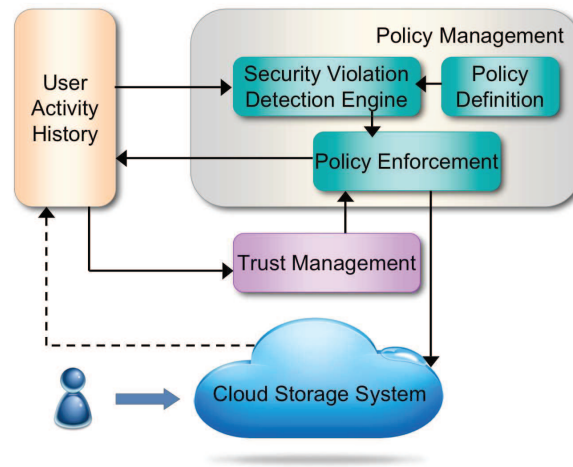 Policy Management
User
Activity
History
Security Violation
Detection Engine
Policy
Definition
Policy Enforcement
Trust Management
Cloud Storage System